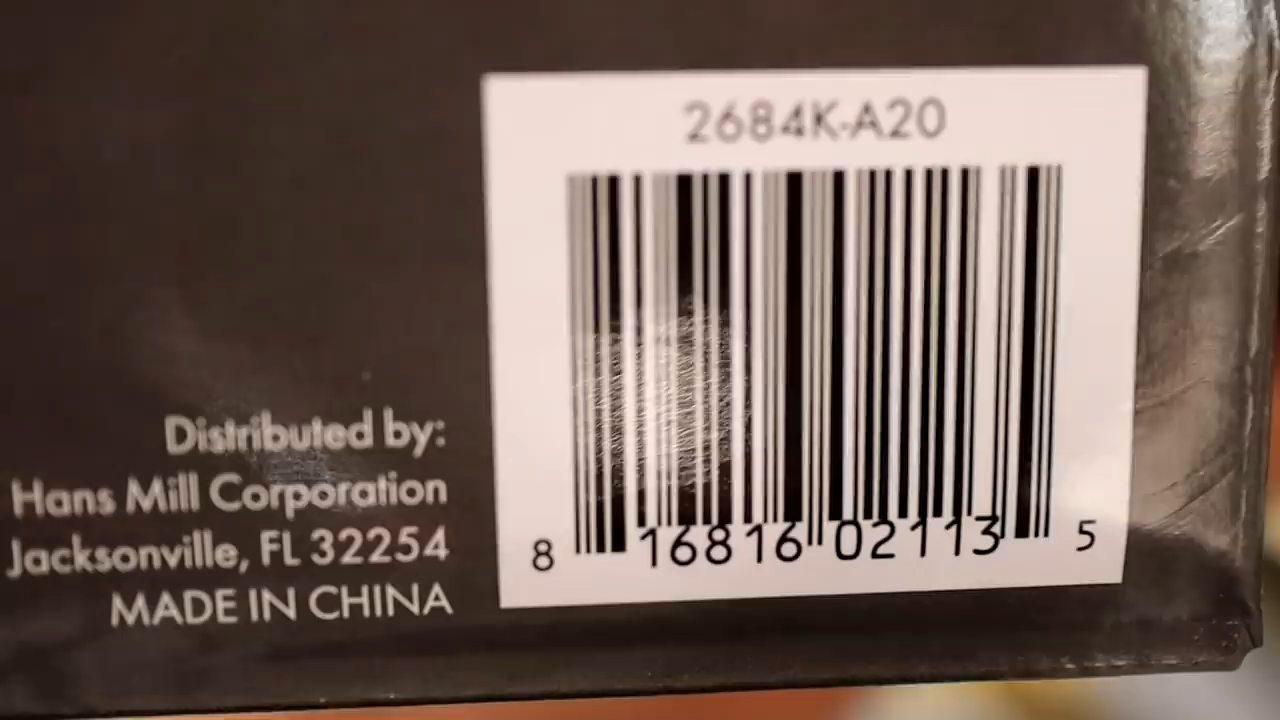 2684K-A20
8 16816 02113 5
Distributed by:
Hans Mill Corporation
Jacksonville, FL 32254
MADE IN CHINA